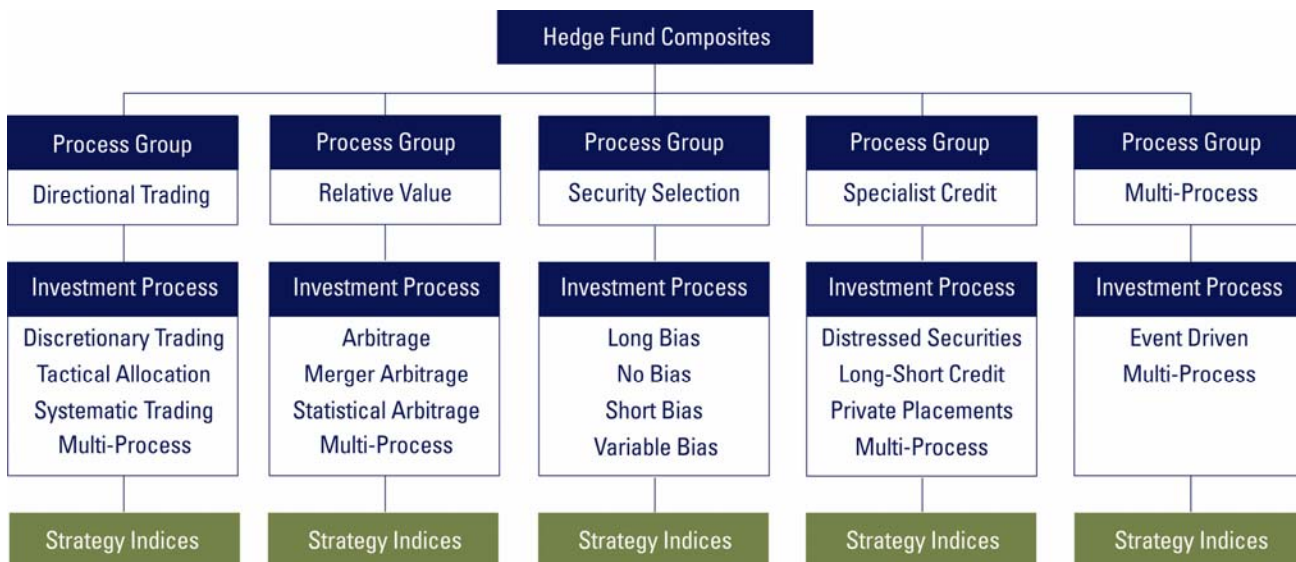 Hedge Fund Composites
Process Group
Directional Trading
Process Group
Relative Value
Process Group
Security Selection
Process Group
Specialist Credit
Process Group
Multi-Process
Investment Process
Discretionary Trading
Tactical Allocation
Systematic Trading
Multi-Process
Investment Process
Arbitrage
Merger Arbitrage
Statistical Arbitrage
Multi-Process
Investment Process
Long Bias
No Bias
Short Bias
Variable Bias
Investment Process
Distressed Securities
Long-Short Credit
Private Placements
Multi-Process
Investment Process
Event Driven
Multi-Process
Strategy Indices
Strategy Indices
Strategy Indices
Strategy Indices
Strategy Indices